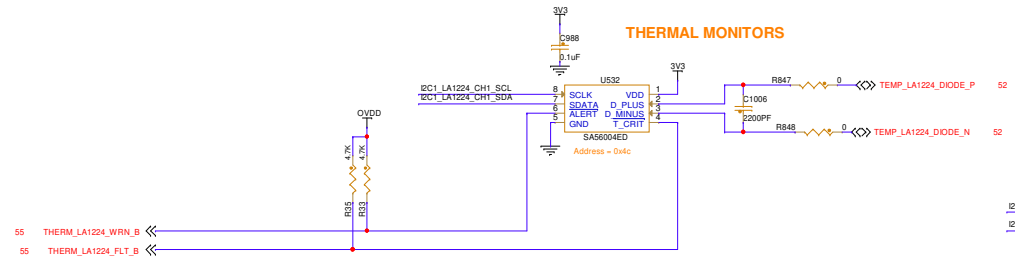 3V3
THERMAL MONITORS
C988
0.1uF
3V3
U532
I2C1_LA1224_CH1_SCL 8 SCLK VDD 1
I2C1_LA1224_CH1_SDA 7 SDATA D_PLUS 2
6 ALERT D_MINUS 3
5 GND T_CRIT 4
SA56004ED
Address = 0x4c
R847 0 TEMP_LA1224_DIODE_P 52
C1006
2200PF
R848 0 TEMP_LA1224_DIODE_N 52
OVDD
4.7K 4.7K
R35 R33
55 THERM_LA1224_WRN_B
55 THERM_LA1224_FLT_B
I2
I2